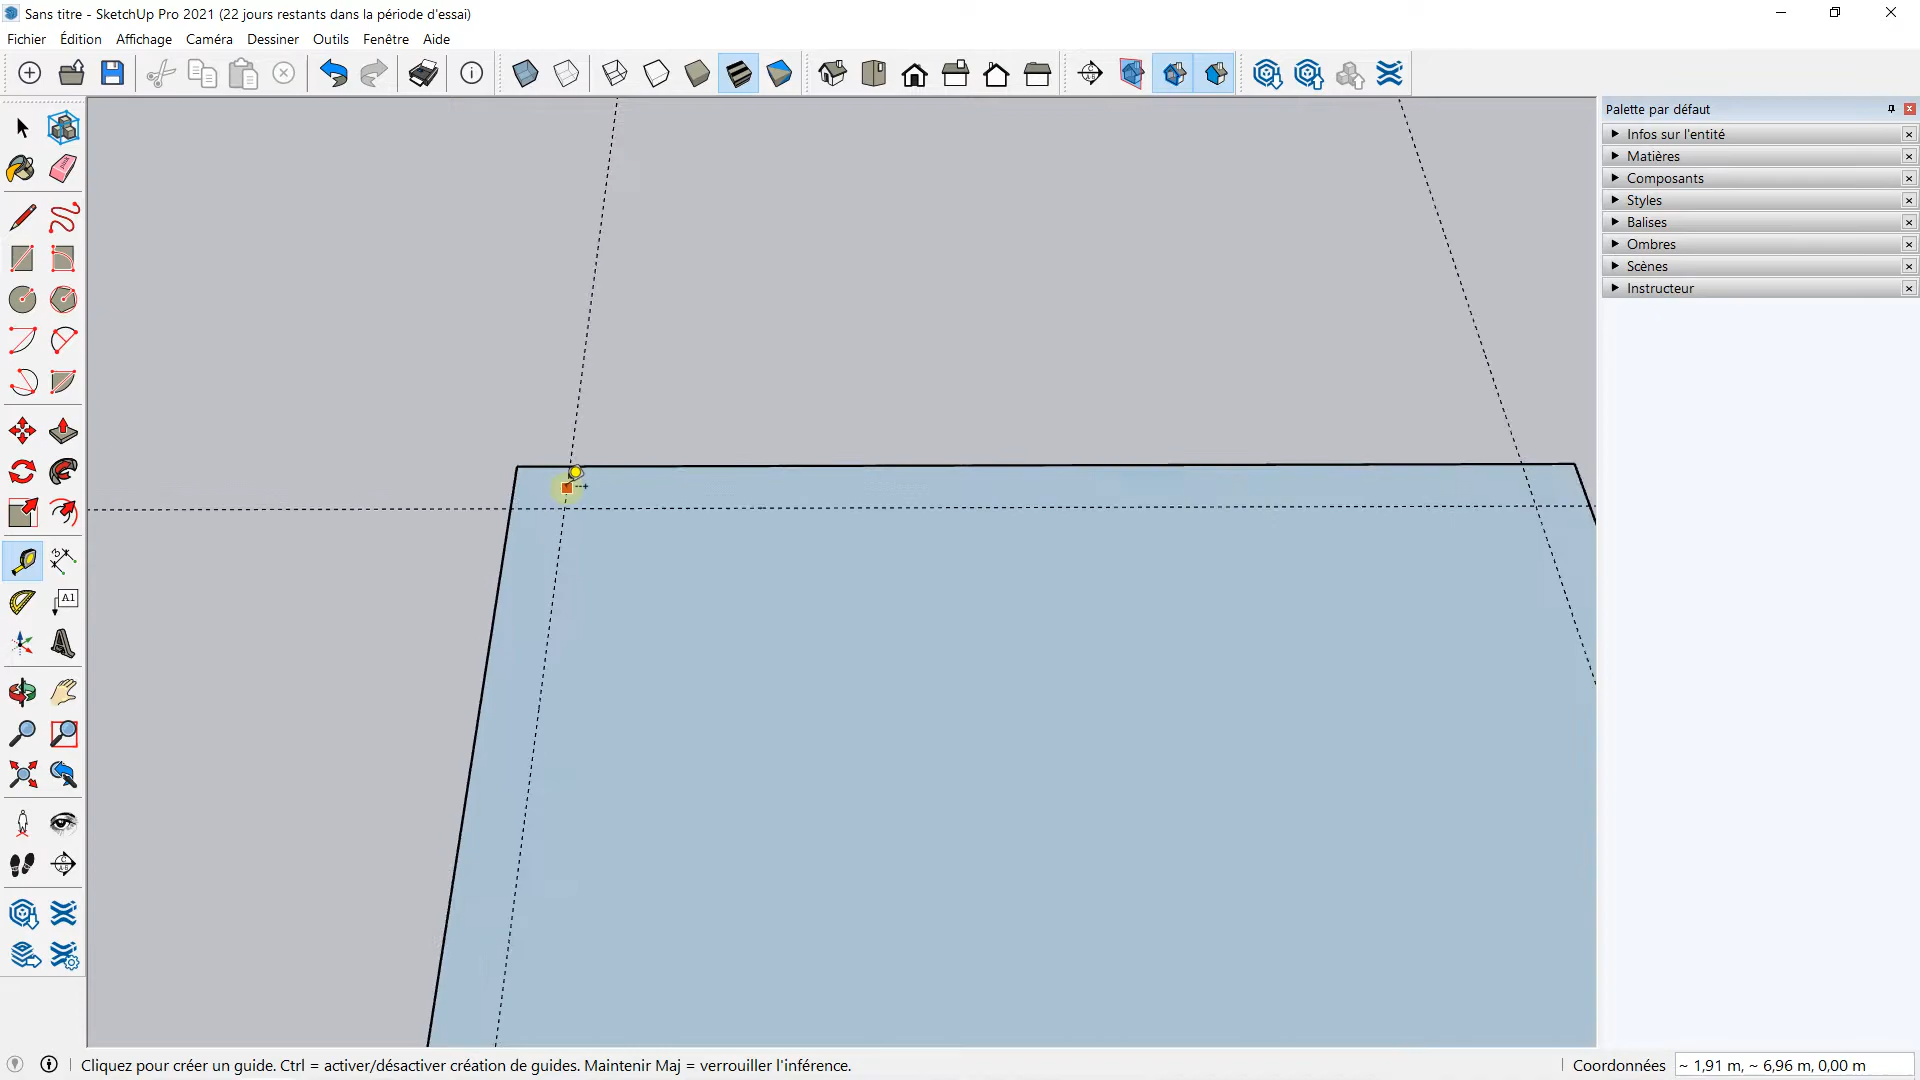 Sans titre - SketchUp Pro 2021 (22 jours restants dans la période d'essai)
Fichier Édition Affichage Caméra Dessiner Outils Fenêtre Aide
Palette par défaut
Infos sur l'entité
Matières
Composants
Styles
Balises
Ombres
Scènes
Instructeur
A1
Cliquez pour créer un guide. Ctrl = activer/désactiver création de guides. Maintenir Maj = verrouiller l'inférence.
Coordonnées ~ 1,91 m, ~ 6,96 m, 0,00 m